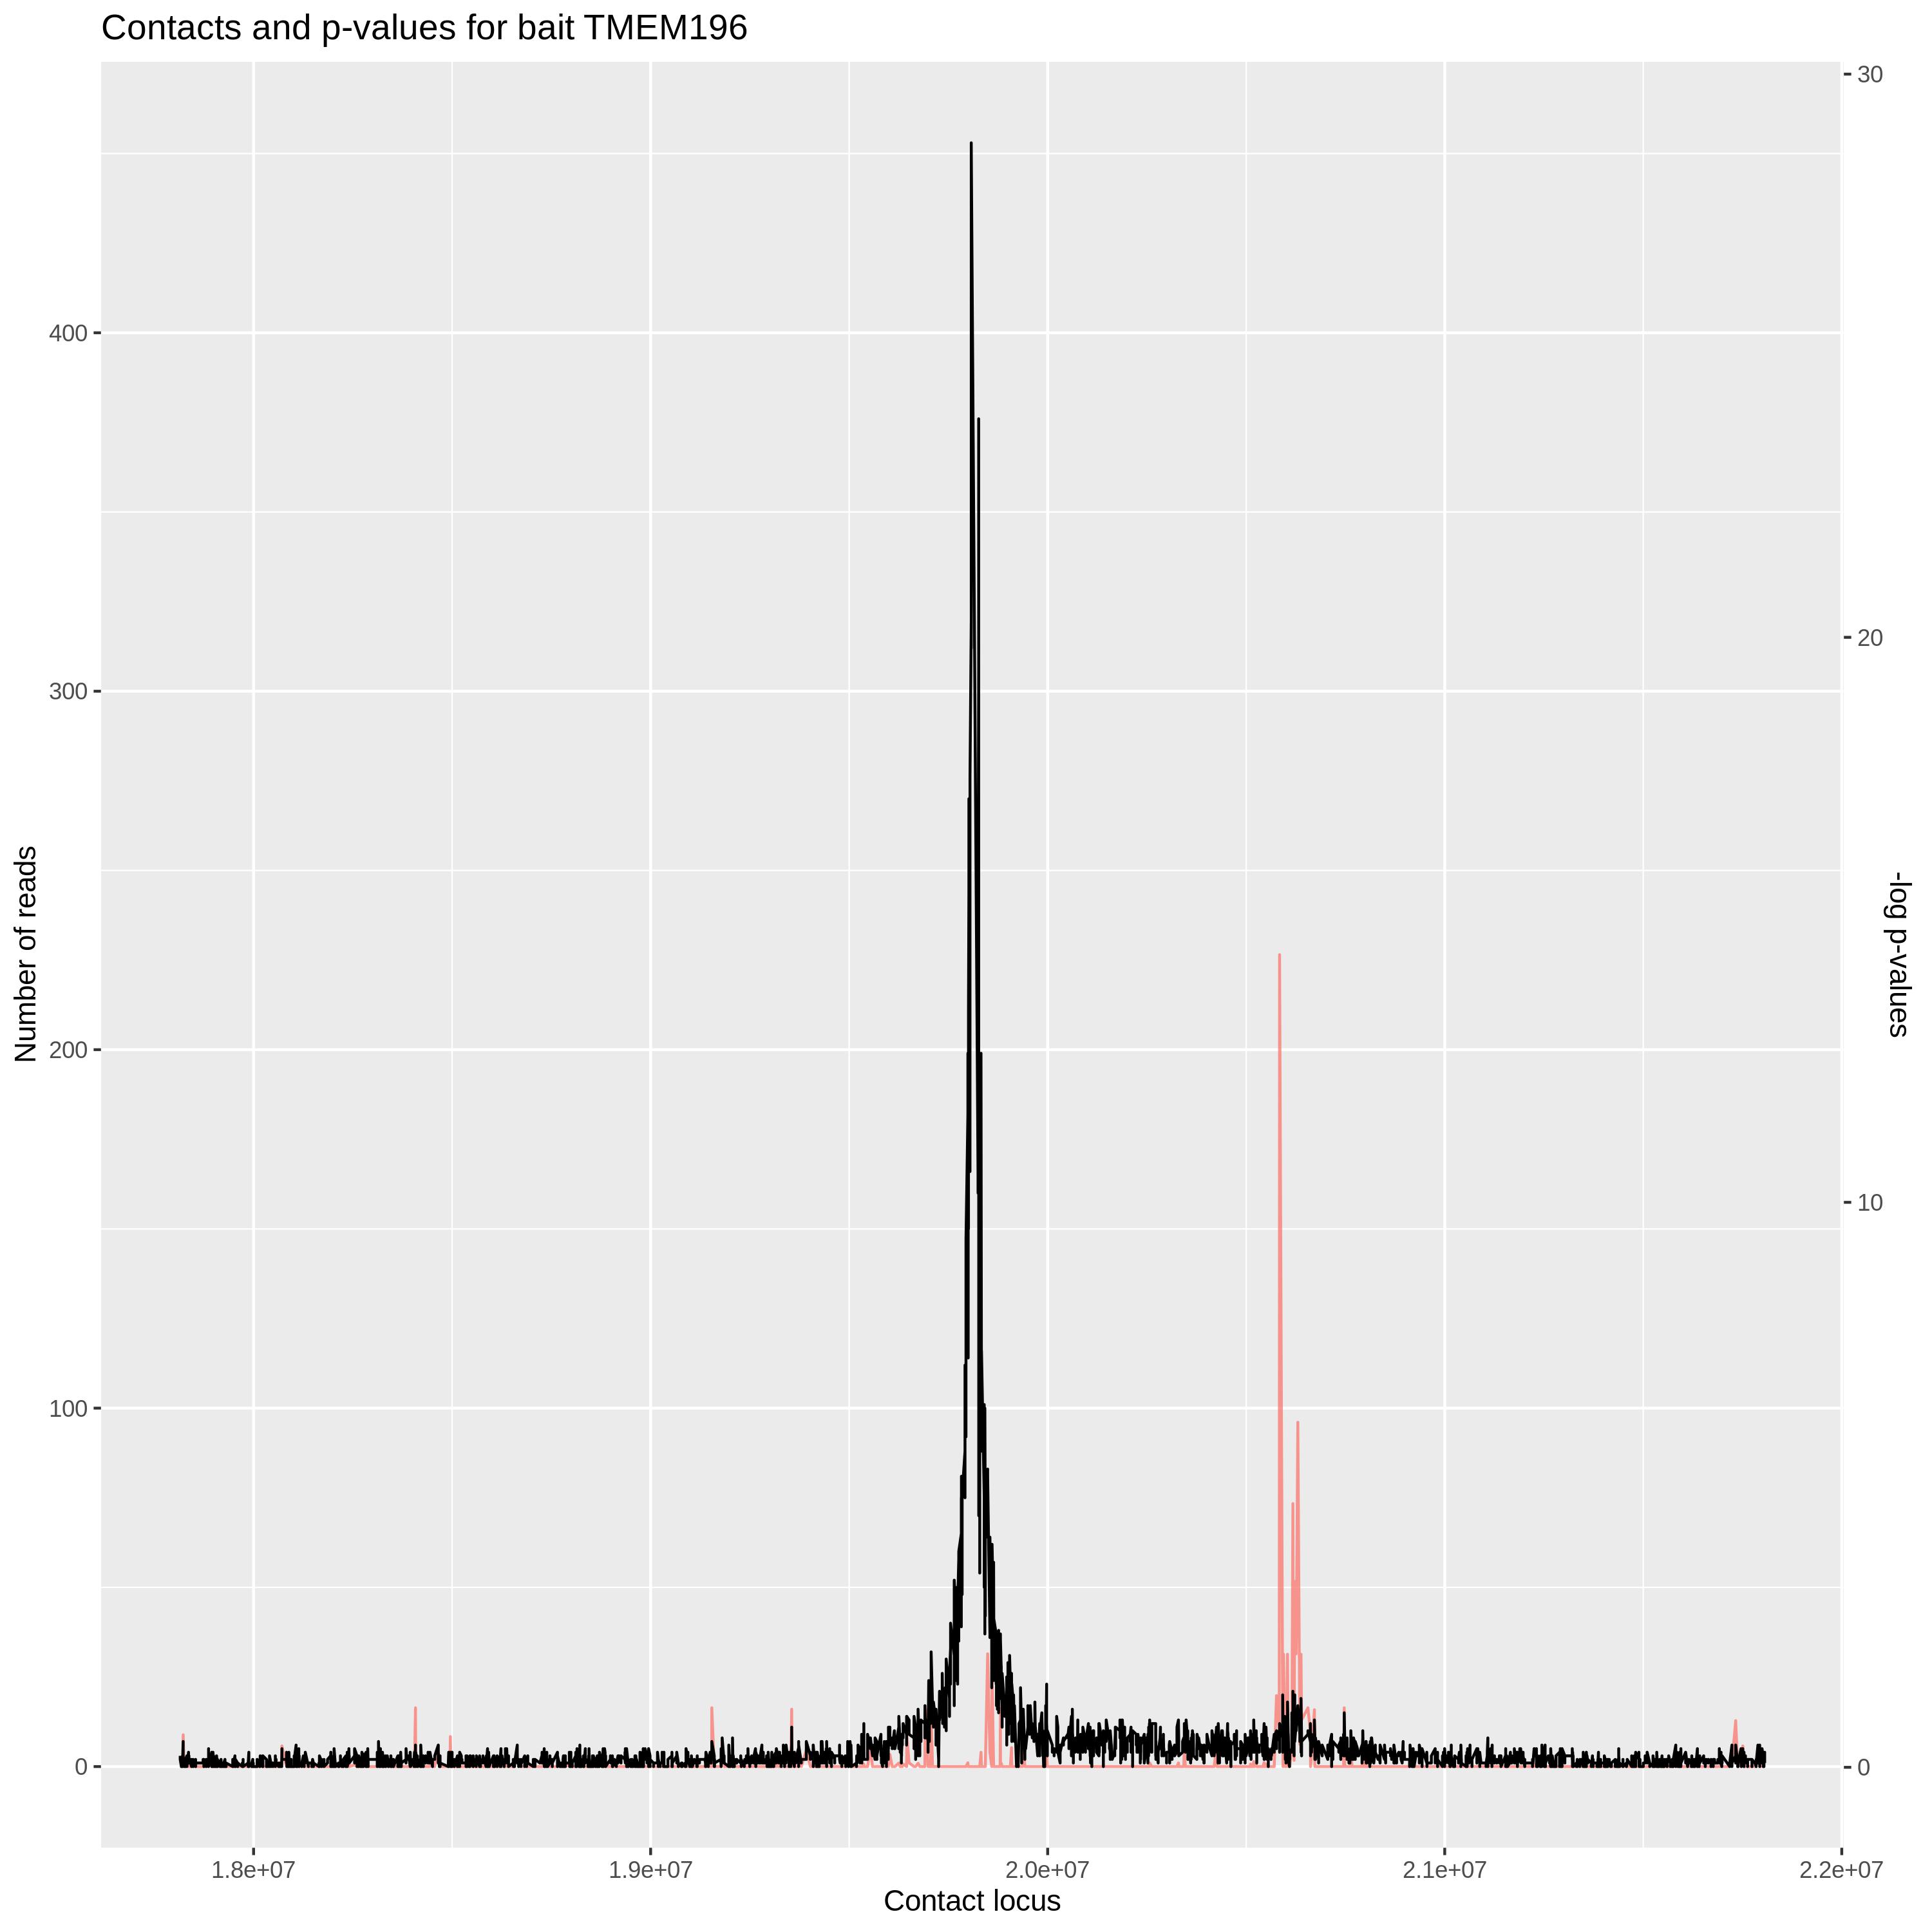 Contacts and p-values for bait TMEM196
Number of reads
400
300
200
100
0
30
20
10
0
-log p-values
1.8e+07 1.9e+07 2.0e+07 2.1e+07 2.2e+07
Contact locus